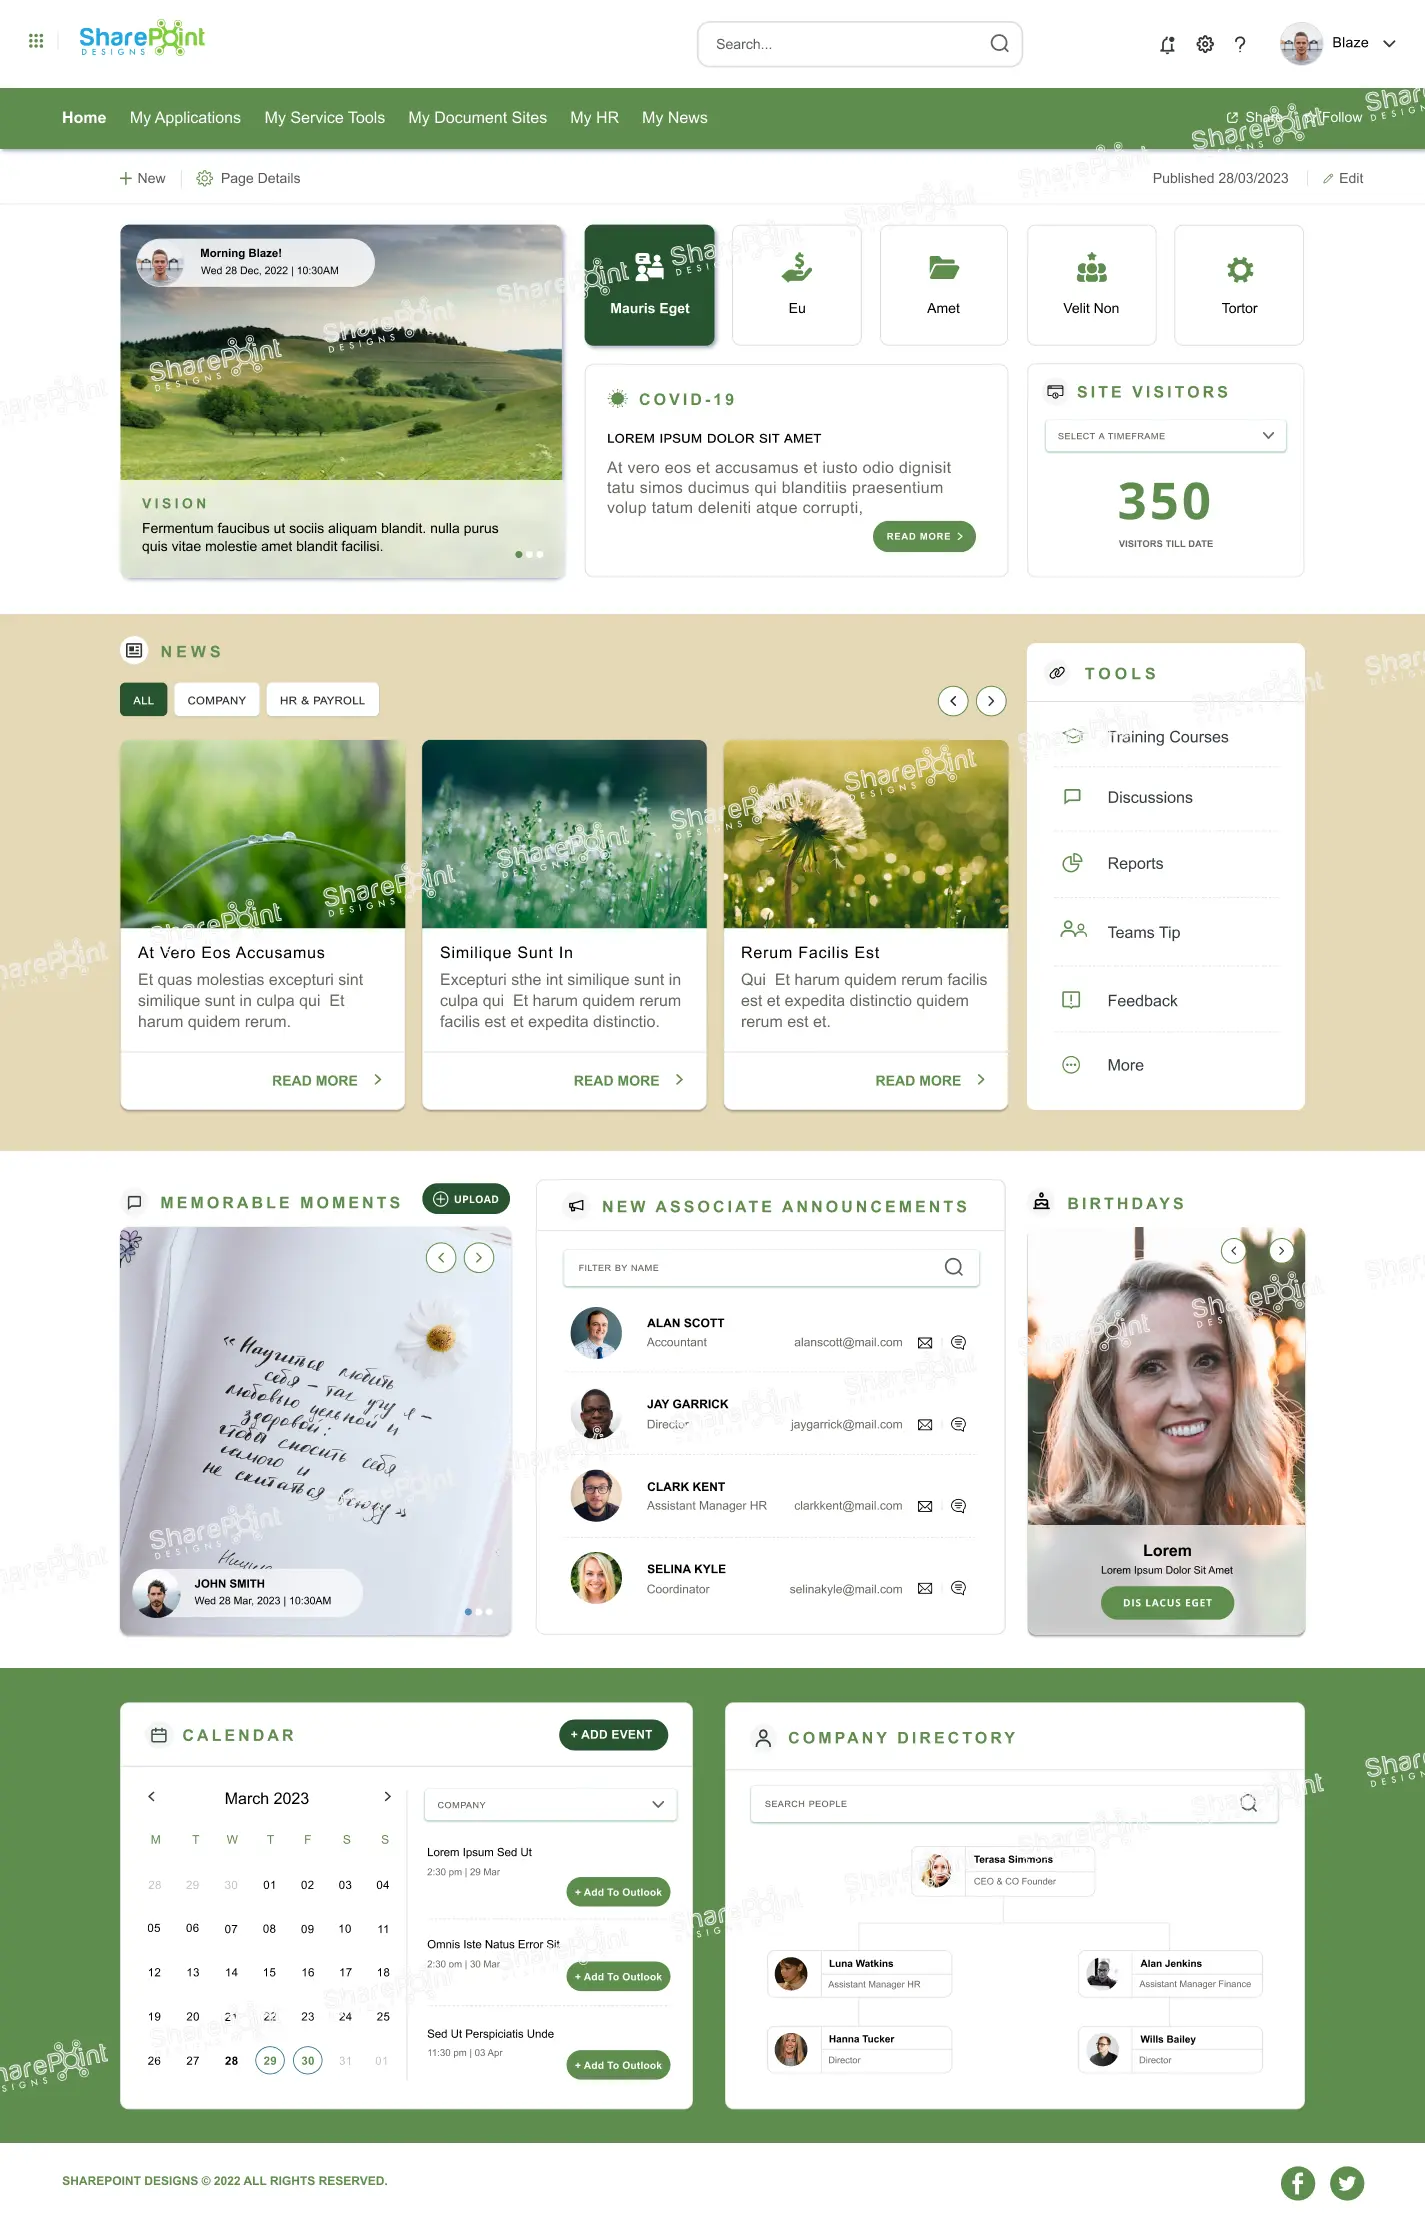 SharePoint
DESIGNS
Search...
Blaze
Home My Applications My Service Tools My Document Sites My HR My News
Share Follow
New Page Details
Published 28/03/2023 Edit
Morning Blaze!
Wed 28 Dec, 2022 | 10:30AM
VISION
Fermentum faucibus ut sociis aliquam blandit. nulla purus
quis vitae molestie amet blandit facilisi.
Mauris Eget
Eu
Amet
Velit Non
Tortor
COVID-19
LOREM IPSUM DOLOR SIT AMET
At vero eos et accusamus et iusto odio dignisit
tatu simos ducimus qui blanditiis praesentium
volup tatum deleniti atque corrupti,
READ MORE
SITE VISITORS
SELECT A TIMEFRAME
350
VISITORS TILL DATE
NEWS
ALL COMPANY HR & PAYROLL
At Vero Eos Accusamus
Et quas molestias excepturi sint
similique sunt in culpa qui Et
harum quidem rerum.
READ MORE
Similique Sunt In
Excepturi sthe int similique sunt in
culpa qui Et harum quidem rerum
facilis est et expedita distinctio.
READ MORE
Rerum Facilis Est
Qui Et harum quidem rerum facilis
est et expedita distinctio quidem
rerum est et.
READ MORE
TOOLS
Training Courses
Discussions
Reports
Teams Tip
Feedback
More
MEMORABLE MOMENTS
UPLOAD
«Научиться любить
себя – так учу я –
любовью цельной и
здоровой:
чтобы сносить себя
самого и
не скитаться всюду»
JOHN SMITH
Wed 28 Mar, 2023 | 10:30AM
NEW ASSOCIATE ANNOUNCEMENTS
FILTER BY NAME
ALAN SCOTT
Accountant alanscott@mail.com
JAY GARRICK
Director jaygarrick@mail.com
CLARK KENT
Assistant Manager HR clarkkent@mail.com
SELINA KYLE
Coordinator selinakyle@mail.com
BIRTHDAYS
Lorem
Lorem Ipsum Dolor Sit Amet
DIS LACUS EGET
CALENDAR
+ ADD EVENT
March 2023
M T W T F S S
28 29 30 01 02 03 04
05 06 07 08 09 10 11
12 13 14 15 16 17 18
19 20 21 22 23 24 25
26 27 28 29 30 31 01
COMPANY
Lorem Ipsum Sed Ut
2:30 pm | 29 Mar
+ Add To Outlook
Omnis Iste Natus Error Sit
2:30 om | 30 Mar
+ Add To Outlook
Sed Ut Perspiciatis Unde
11:30 pm | 03 Apr
+ Add To Outlook
COMPANY DIRECTORY
SEARCH PEOPLE
Terasa Simmons
CEO & CO Founder
Luna Watkins
Assistant Manager HR
Alan Jenkins
Assistant Manager Finance
Hanna Tucker
Director
Wills Bailey
Director
SHAREPOINT DESIGNS © 2022 ALL RIGHTS RESERVED.